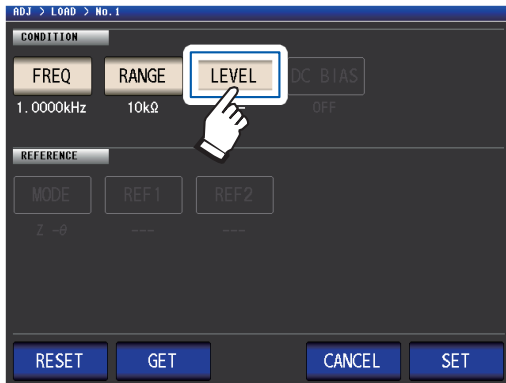 ADJ > LOAD > No.1
CONDITION
FREQ RANGE LEVEL DC BIAS
1.0000kHz 10kΩ OFF
REFERENCE
MODE REF1 REF2
Z -θ --- ---
RESET GET CANCEL SET